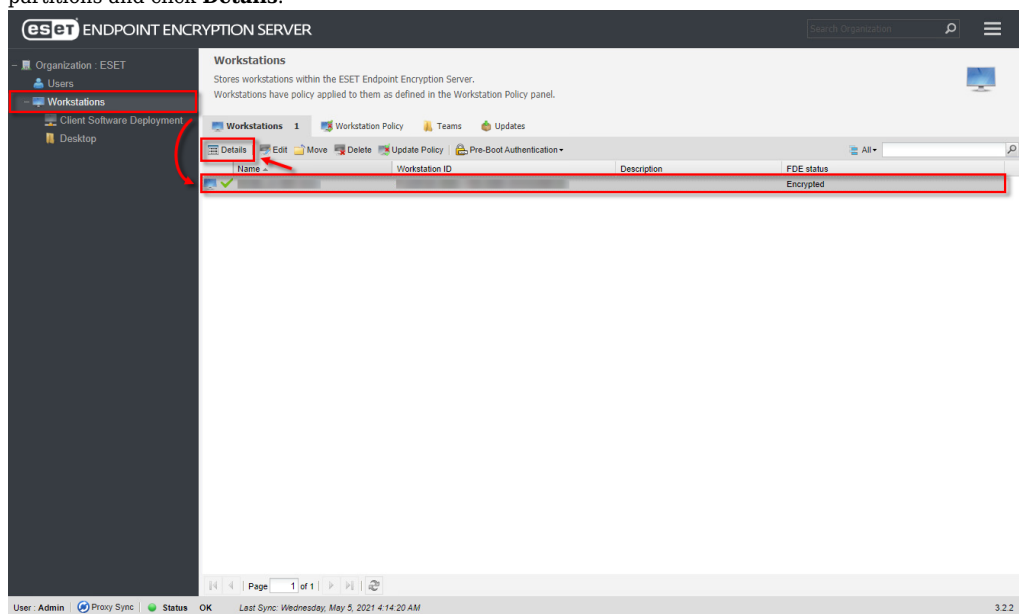 partitions and click Details.
eset ENDPOINT ENCRYPTION SERVER
Search Organization
Organization : ESET
Users
Workstations
Client Software Deployment
Desktop
Workstations
Stores workstations within the ESET Endpoint Encryption Server.
Workstations have policy applied to them as defined in the Workstation Policy panel.
Workstations 1 Workstation Policy Teams Updates
Details Edit Move Delete Update Policy Pre-Boot Authentication All
Name Workstation ID Description FDE status
Encrypted
Page 1 of 1
User : Admin Proxy Sync Status OK Last Sync: Wednesday, May 5, 2021 4:14:20 AM 3.2.2